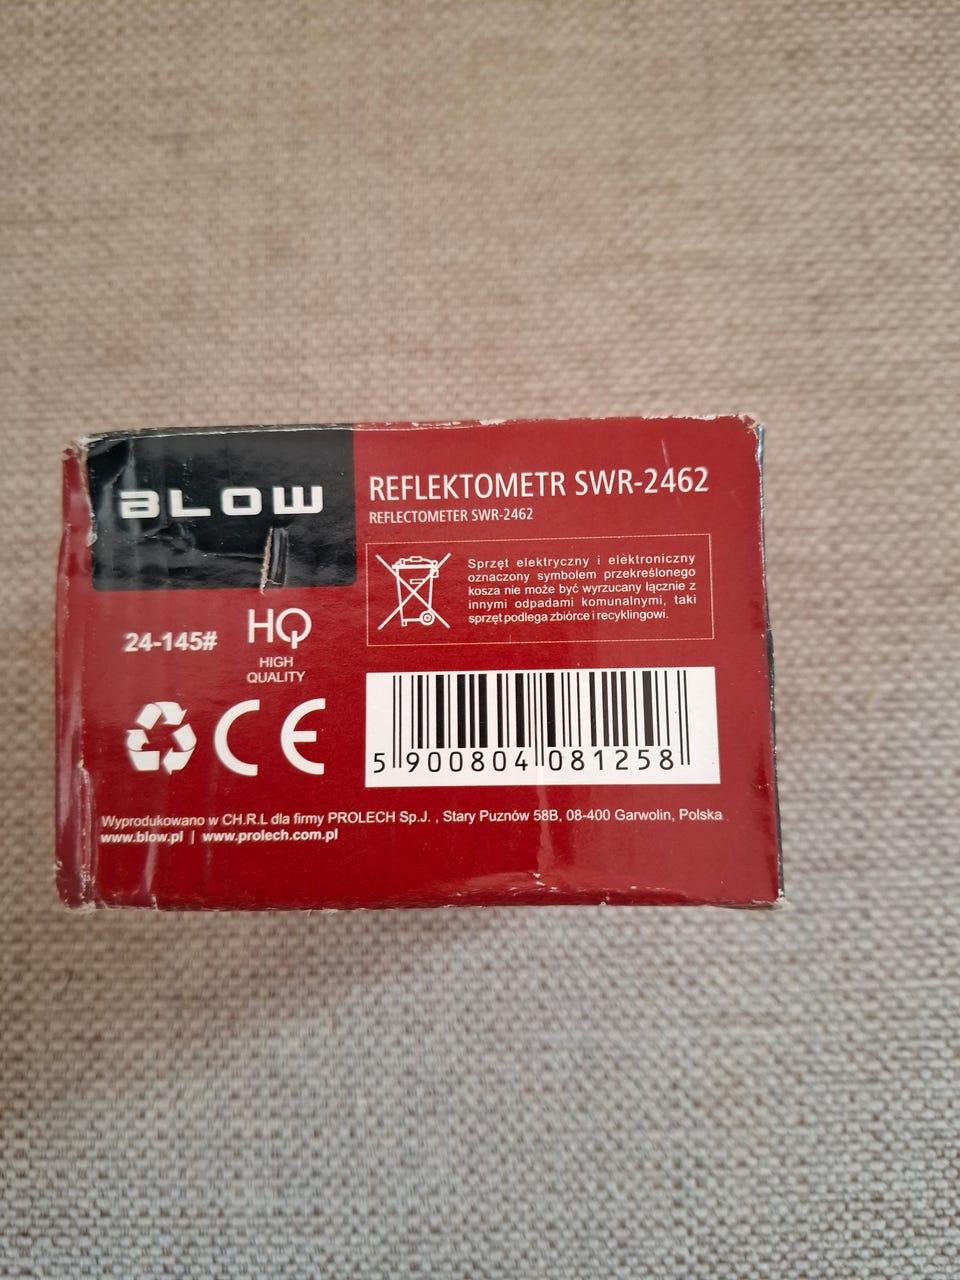 BLOW
REFLEKTOMETR SWR-2462
REFLECTOMETER SWR-2462
Sprzęt elektryczny i elektroniczny
oznaczony symbolem przekreślonego
kosza nie może być wyrzucany łącznie z
innymi odpadami komunalnymi, taki
sprzęt podlega zbiórce i recyklingowi.
24-145#
HQ
HIGH
QUALITY
CE
5 900804 081258
Wyprodukowano w CH.R.L dla firmy PROLECH Sp.J. , Stary Puznów 58B, 08-400 Garwolin, Polska
www.blow.pl | www.prolech.com.pl